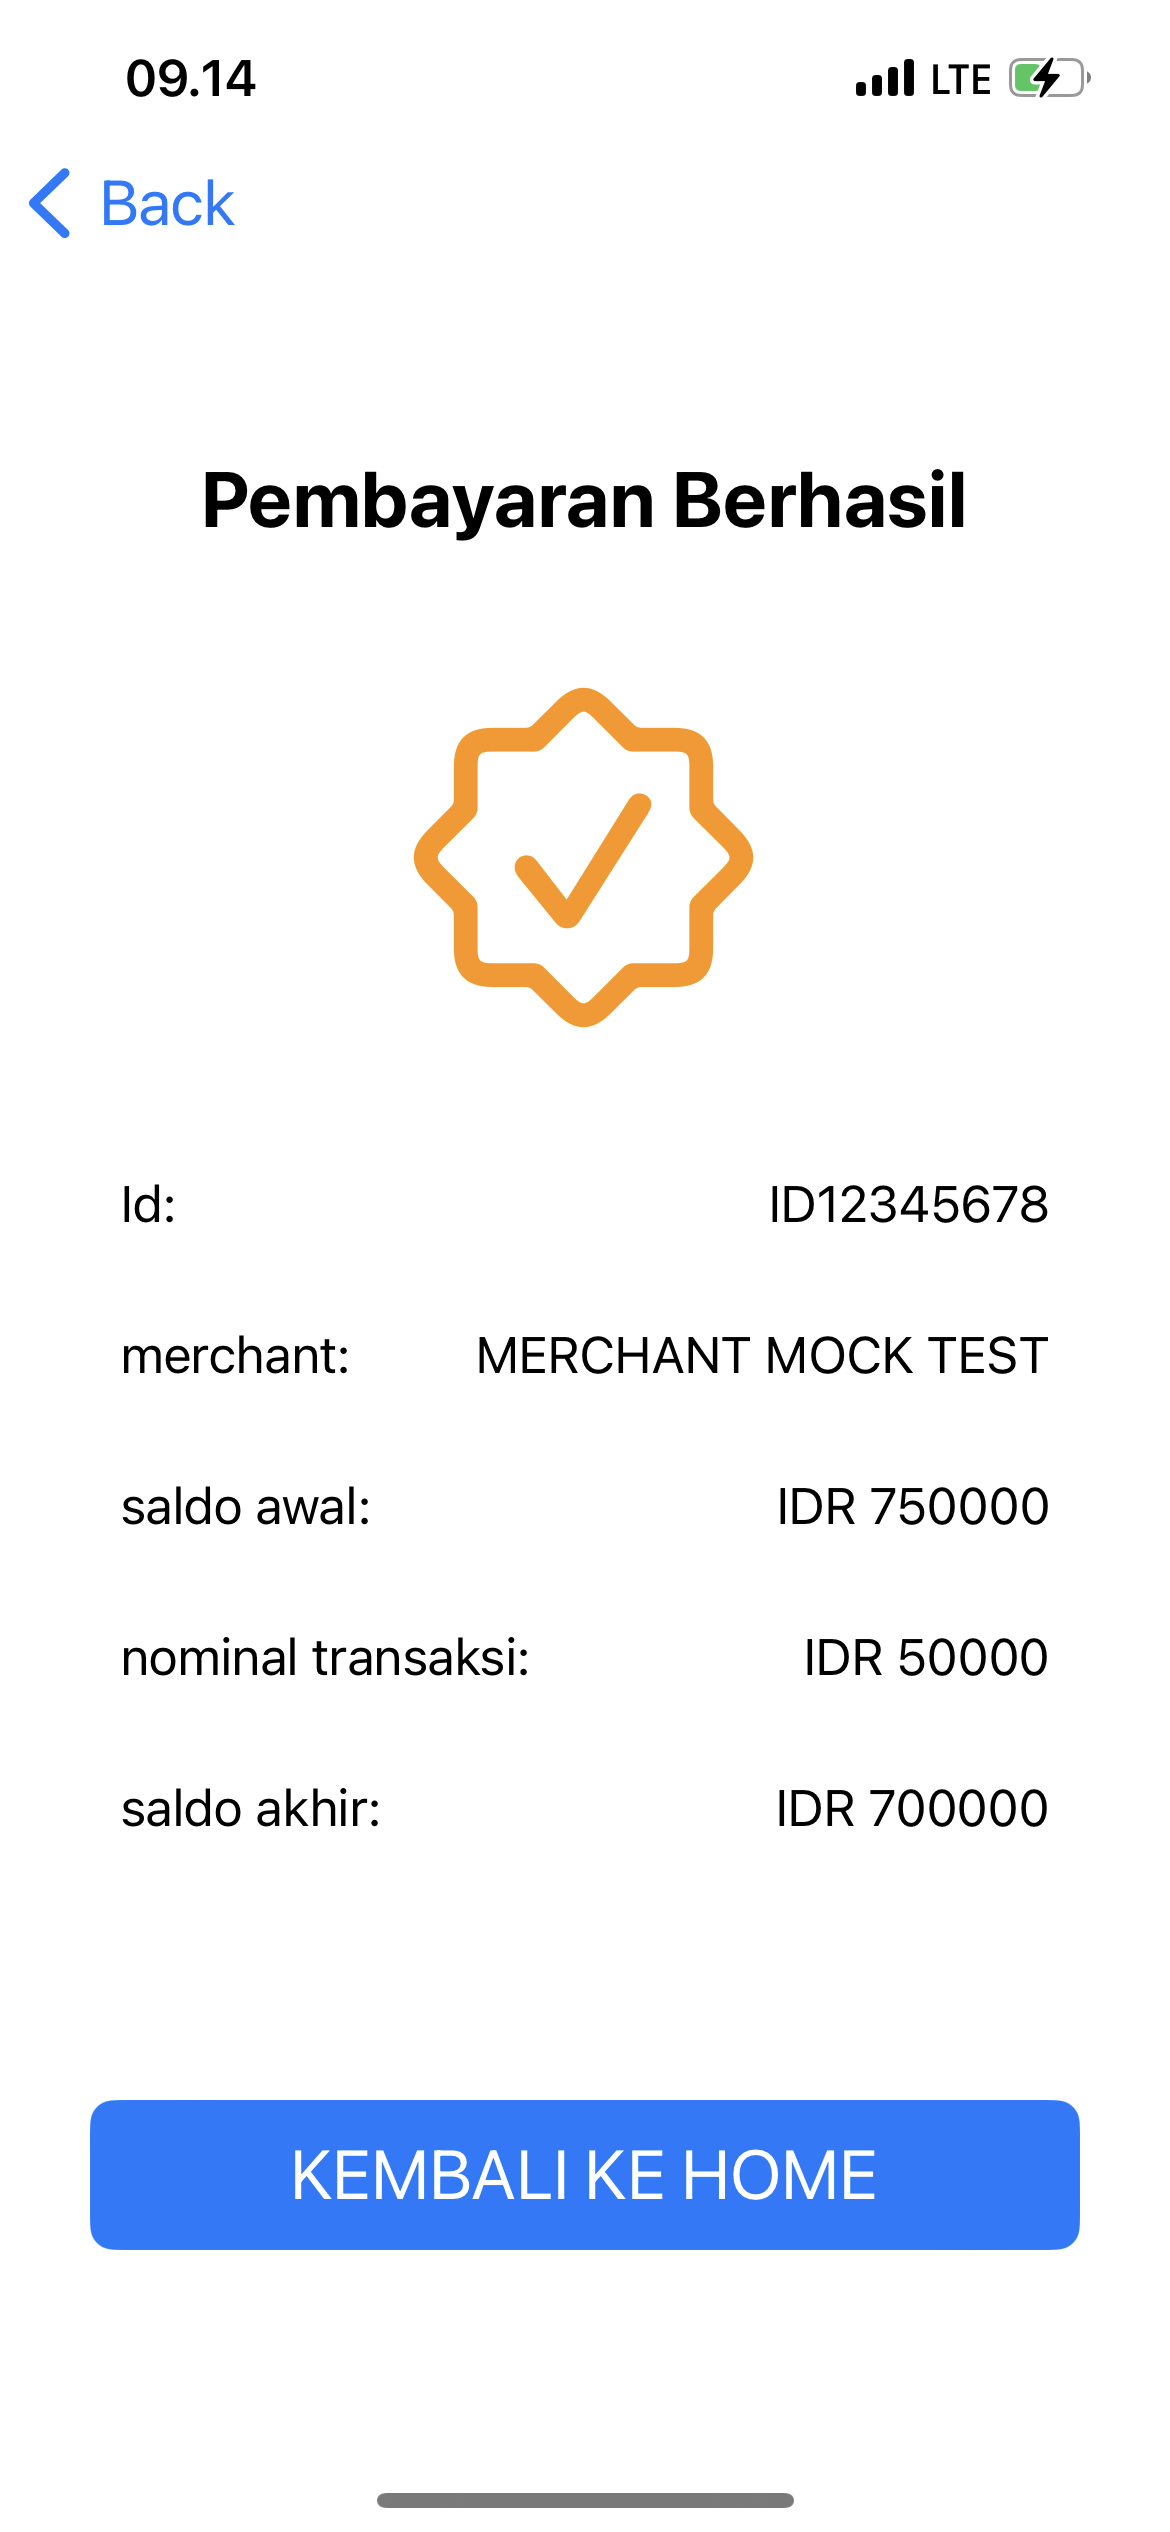 09.14 LTE
Back
Pembayaran Berhasil
Id: ID12345678
merchant: MERCHANT MOCK TEST
saldo awal: IDR 750000
nominal transaksi: IDR 50000
saldo akhir: IDR 700000
KEMBALI KE HOME